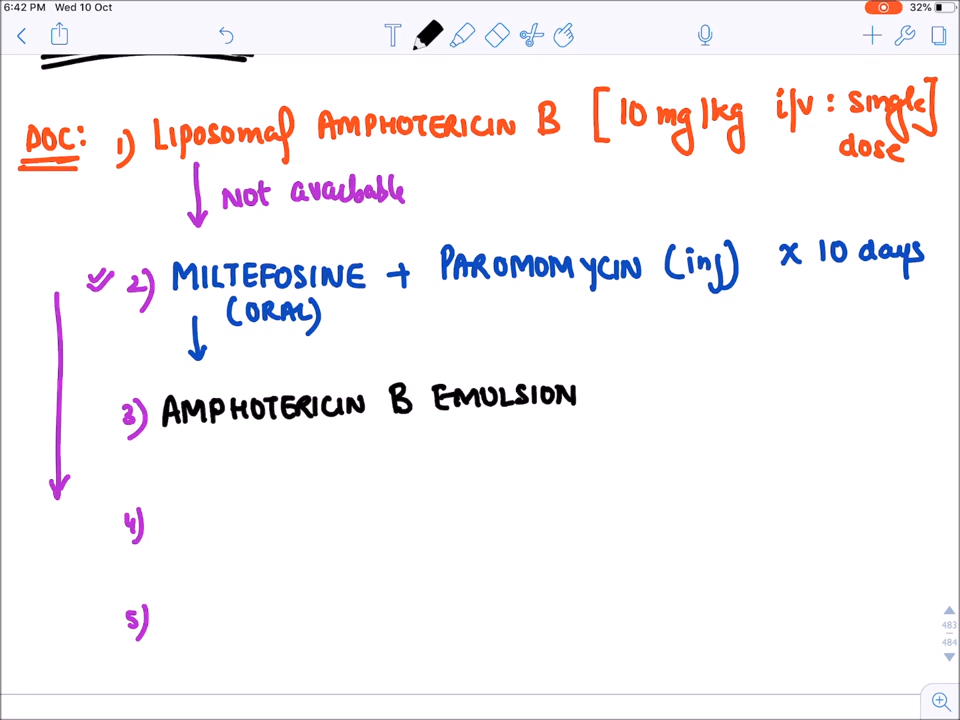 6:42 PM Wed 10 Oct 32%
T
DOC: 1) Liposomal AMPHOTERICIN B [10 mg/kg i/v : single dose]
Not available
2) MILTEFOSINE + PAROMOMYCIN (inj) x 10 days
(ORAL)
3) AMPHOTERICIN B EMULSION
4)
5)
483
484